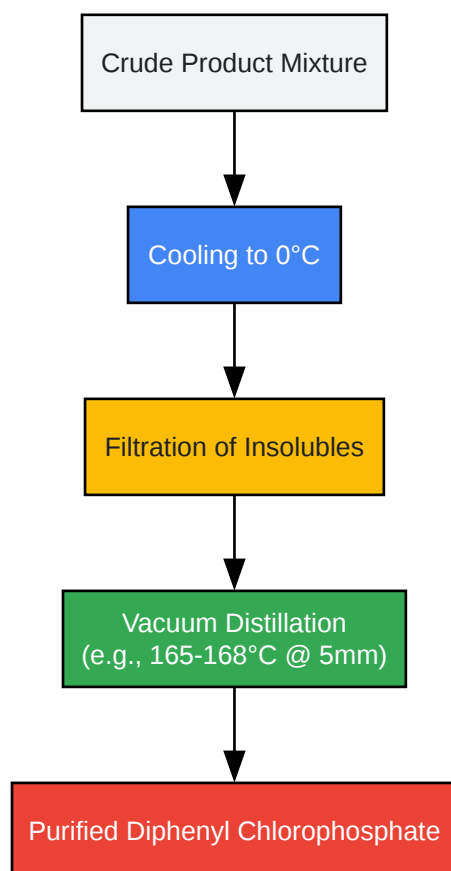 Crude Product Mixture
Cooling to 0°C
Filtration of Insolubles
Vacuum Distillation
(e.g., 165-168°C @ 5mm)
Purified Diphenyl Chlorophosphate